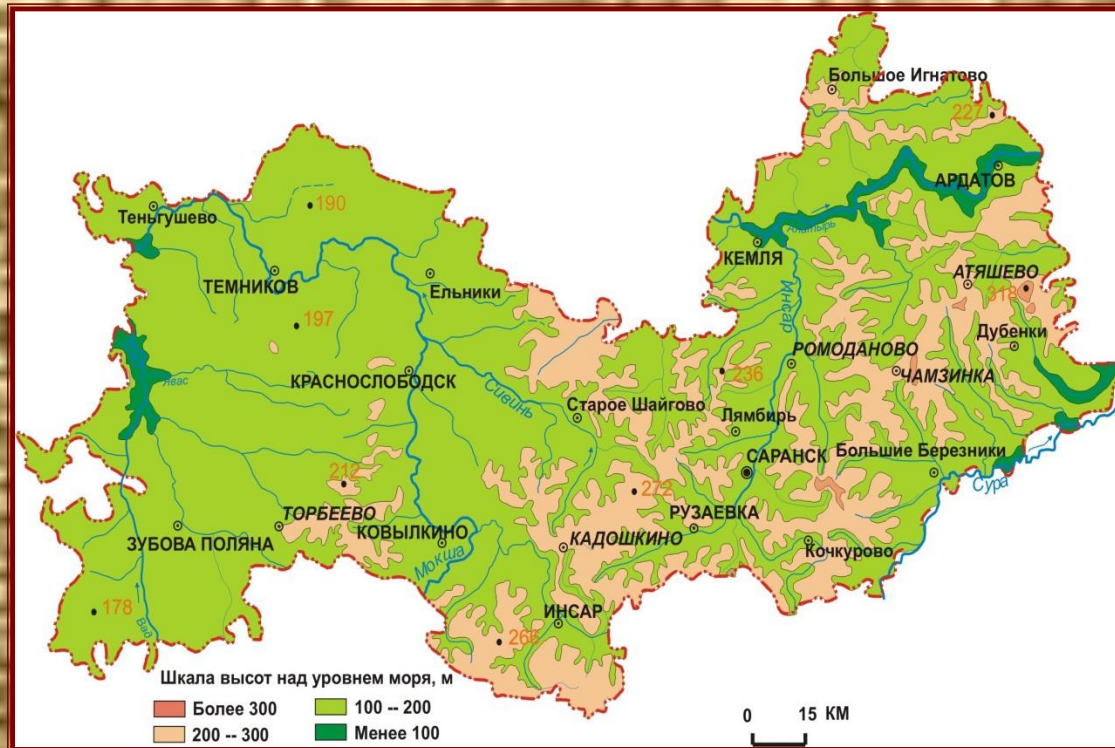 Большое Игнатово
227
АРДАТОВ
Теньгушево
190
Алатырь
КЕМЛЯ
ТЕМНИКОВ
Ельники
АТЯШЕВО
318
Инсар
197
Дубенки
РОМОДАНОВО
Явас
КРАСНОСЛОБОДСК
236
ЧАМЗИНКА
Сивинь
Старое Шайгово
Лямбирь
САРАНСК
Большие Березники
212
272
Сура
ТОРБЕЕВО
РУЗАЕВКА
ЗУБОВА ПОЛЯНА
КОВЫЛКИНО
КАДОШКИНО
Кочкурово
Мокша
178
Вад
ИНСАР
Шкала высот над уровнем моря, м
Более 300
100 -- 200
200 -- 300
Менее 100
0 15 КМ